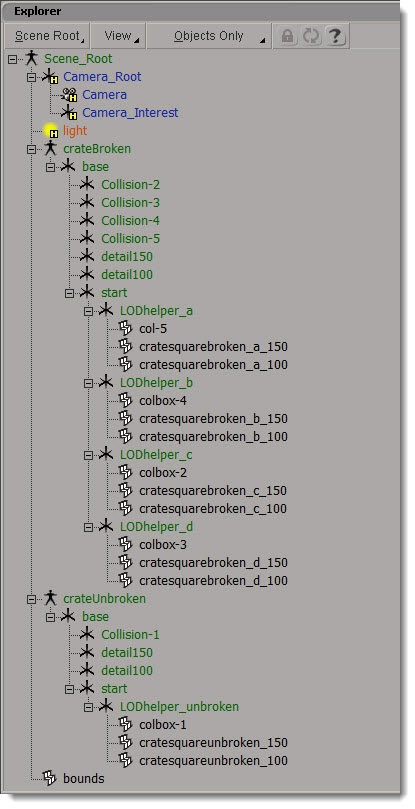 Explorer
Scene Root View Objects Only ?
Scene_Root
Camera_Root
Camera
Camera_Interest
light
crateBroken
base
Collision-2
Collision-3
Collision-4
Collision-5
detail150
detail100
start
LODhelper_a
col-5
cratesquarebroken_a_150
cratesquarebroken_a_100
LODhelper_b
colbox-4
cratesquarebroken_b_150
cratesquarebroken_b_100
LODhelper_c
colbox-2
cratesquarebroken_c_150
cratesquarebroken_c_100
LODhelper_d
colbox-3
cratesquarebroken_d_150
cratesquarebroken_d_100
crateUnbroken
base
Collision-1
detail150
detail100
start
LODhelper_unbroken
colbox-1
cratesquareunbroken_150
cratesquareunbroken_100
bounds